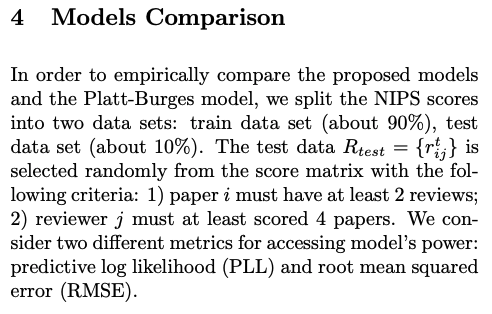 4 Models Comparison
In order to empirically compare the proposed models
and the Platt-Burges model, we split the NIPS scores
into two data sets: train data set (about 90%), test
data set (about 10%). The test data $R_{test} = \{r_{ij}^t\}$ is
selected randomly from the score matrix with the fol-
lowing criteria: 1) paper $i$ must have at least 2 reviews;
2) reviewer $j$ must at least scored 4 papers. We con-
sider two different metrics for accessing model's power:
predictive log likelihood (PLL) and root mean squared
error (RMSE).